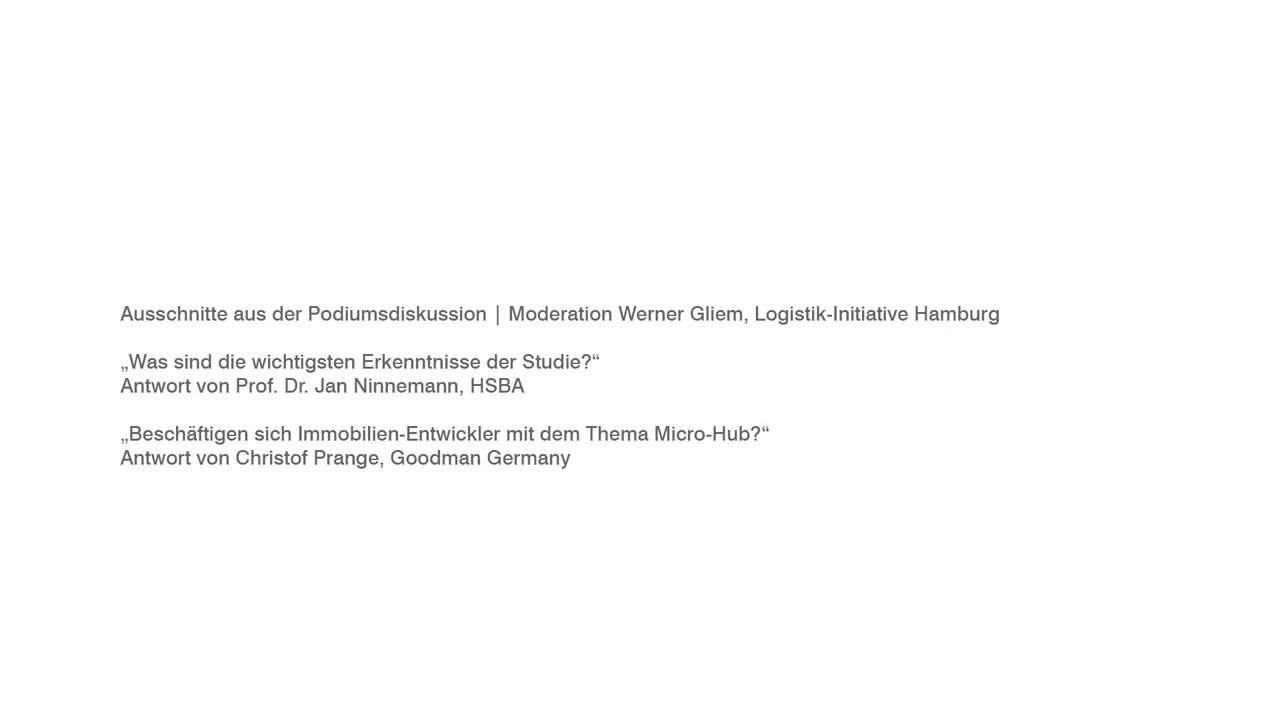 Ausschnitte aus der Podiumsdiskussion | Moderation Werner Gliem, Logistik-Initiative Hamburg
„Was sind die wichtigsten Erkenntnisse der Studie?“
Antwort von Prof. Dr. Jan Ninnemann, HSBA
„Beschäftigen sich Immobilien-Entwickler mit dem Thema Micro-Hub?“
Antwort von Christof Prange, Goodman Germany